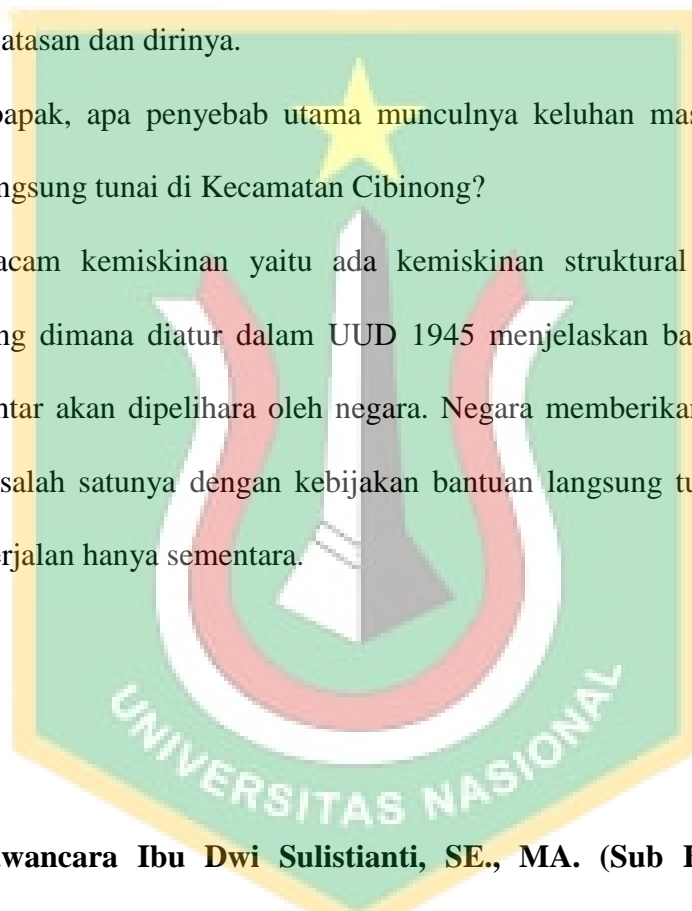 atasan dan dirinya.
bapak, apa penyebab utama munculnya keluhan mas
ngsung tunai di Kecamatan Cibinong?
acam kemiskinan yaitu ada kemiskinan struktural
ng dimana diatur dalam UUD 1945 menjelaskan ba
ntar akan dipelihara oleh negara. Negara memberikan
salah satunya dengan kebijakan bantuan langsung tu
erjalan hanya sementara.
UNIVERSITAS NASIONAL
wancara Ibu Dwi Sulistianti, SE., MA. (Sub